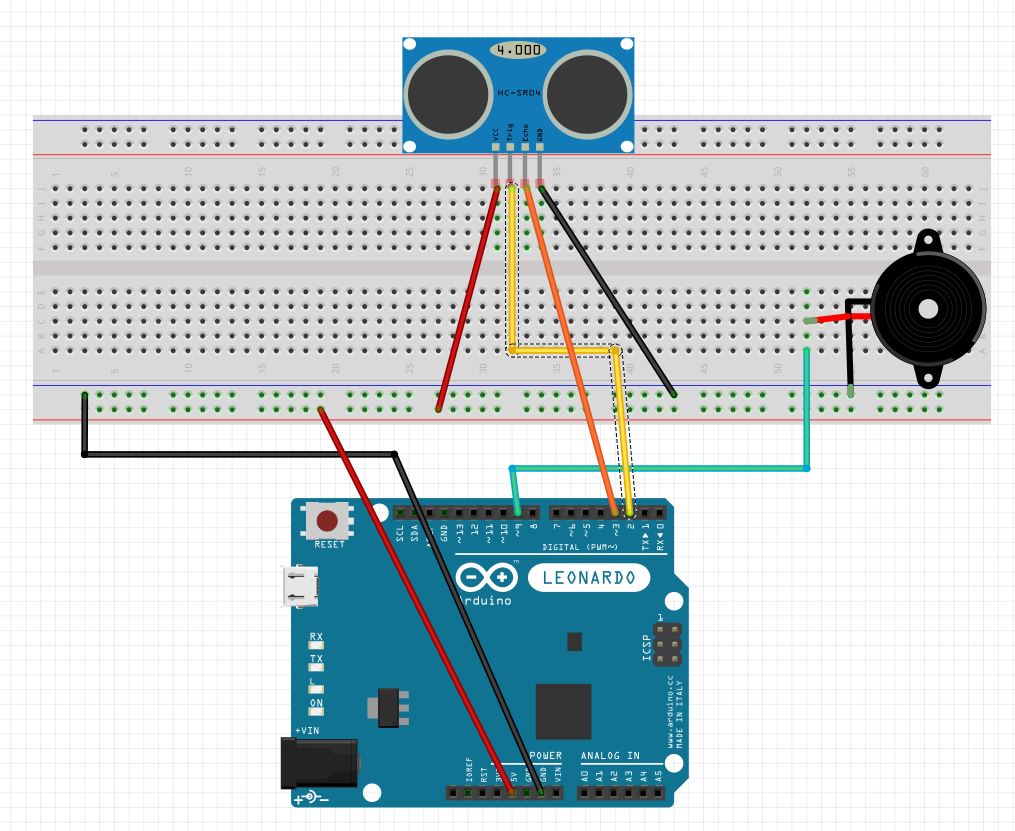 4.000
HC-SR04
VCC
Trig
Echo
GND
1
5
10
15
20
25
30
35
40
45
50
55
60
J
I
H
G
F
E
D
C
B
A
1
5
10
15
20
25
30
35
40
45
50
RESET
SCL
SDA
GND
~13
12
~11
~10
~9
8
7
~6
~5
4
~3
2
TX▶1
RX◀0
DIGITAL (PWM~)
LEONARDO
Arduino
1
ICSP
RX
TX
L
ON
www.arduino.cc
MADE IN ITALY
+VIN
POWER
ANALOG IN
IOREF
RST
3V
5V
GND
GND
VIN
A0
A1
A2
A3
A4
A5